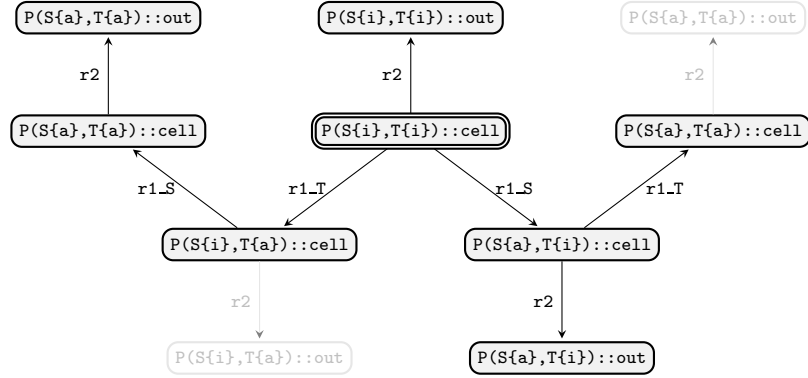 P(S{a},T{a})::out
P(S{i},T{i})::out
P(S{a},T{a})::out
r2
r2
r2
P(S{a},T{a})::cell
P(S{i},T{i})::cell
P(S{a},T{a})::cell
r1_S
r1_T
r1_S
r1_T
P(S{i},T{a})::cell
P(S{a},T{i})::cell
r2
r2
P(S{i},T{a})::out
P(S{a},T{i})::out